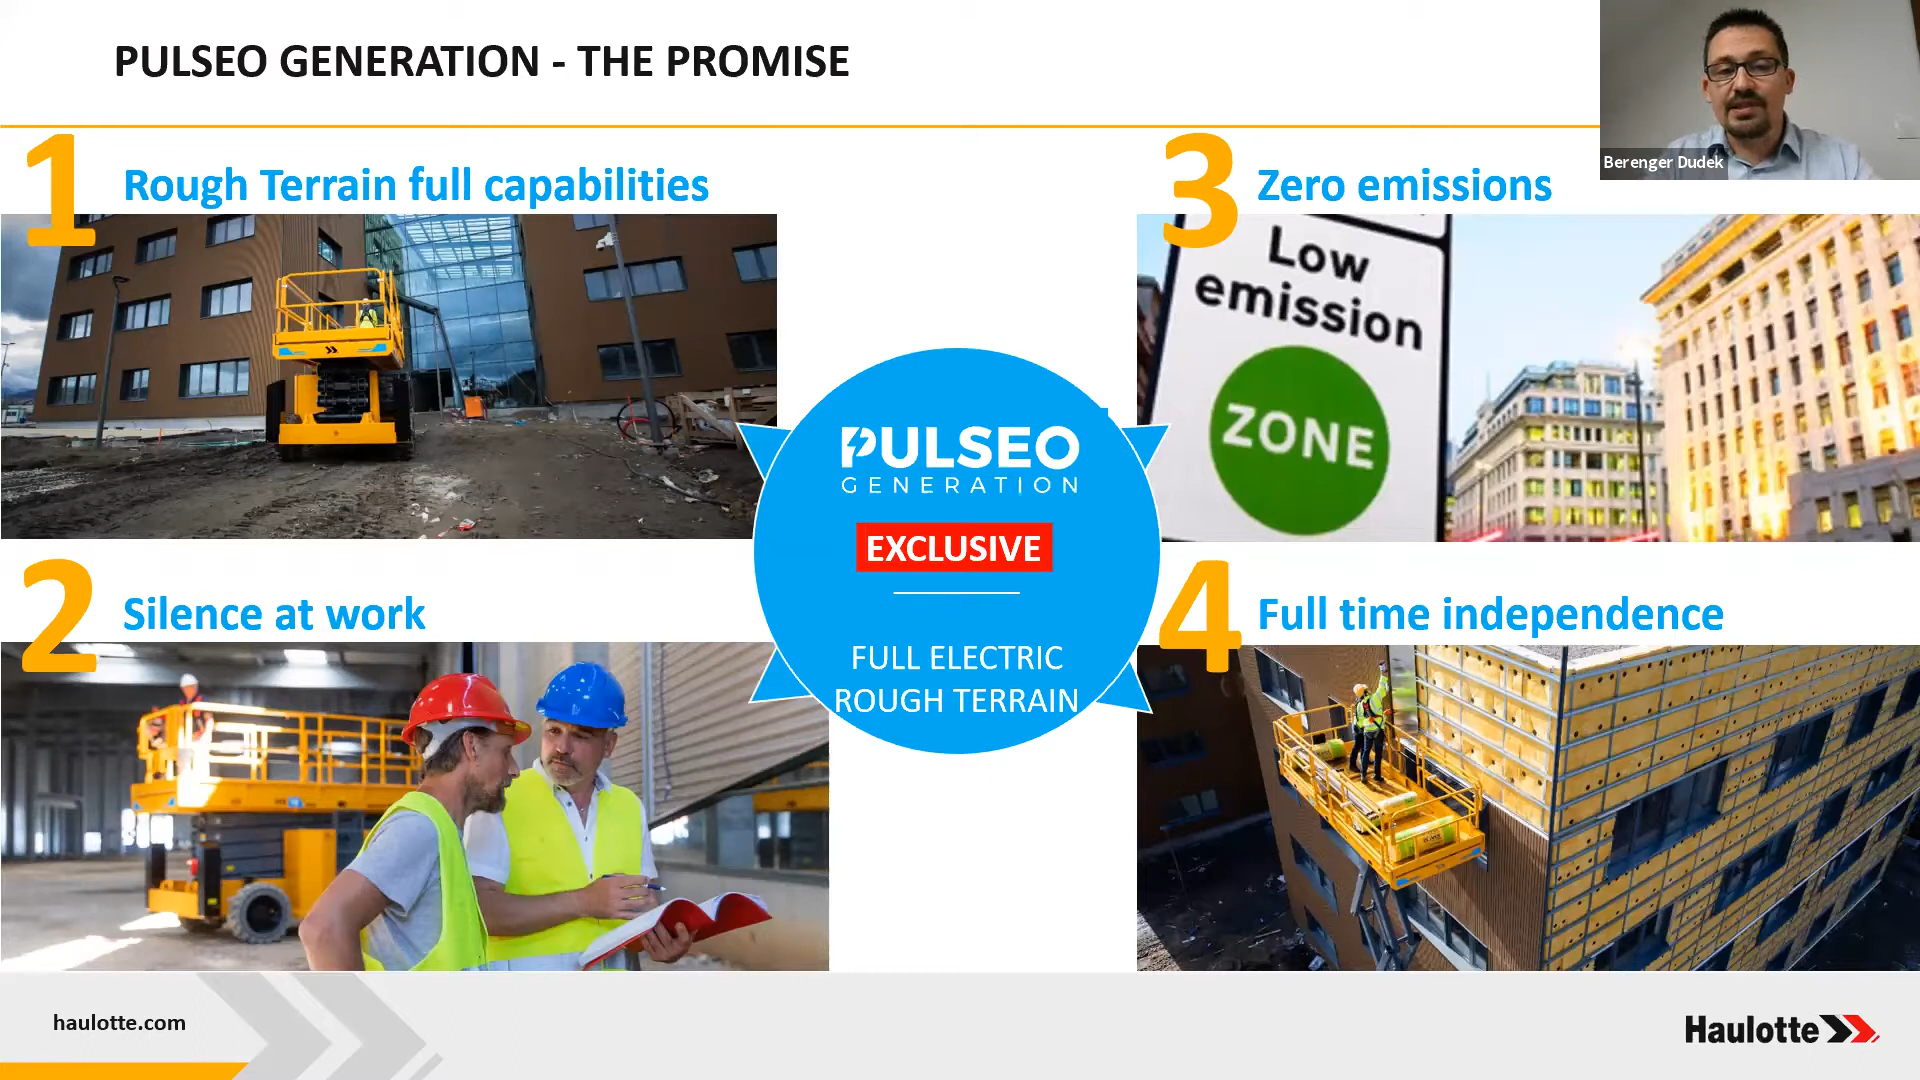 PULSEO GENERATION - THE PROMISE
Berenger Dudek
1 Rough Terrain full capabilities
3 Zero emissions
Low
emission
ZONE
PULSEO
GENERATION
EXCLUSIVE
FULL ELECTRIC
ROUGH TERRAIN
2 Silence at work
4 Full time independence
haulotte.com
Haulotte